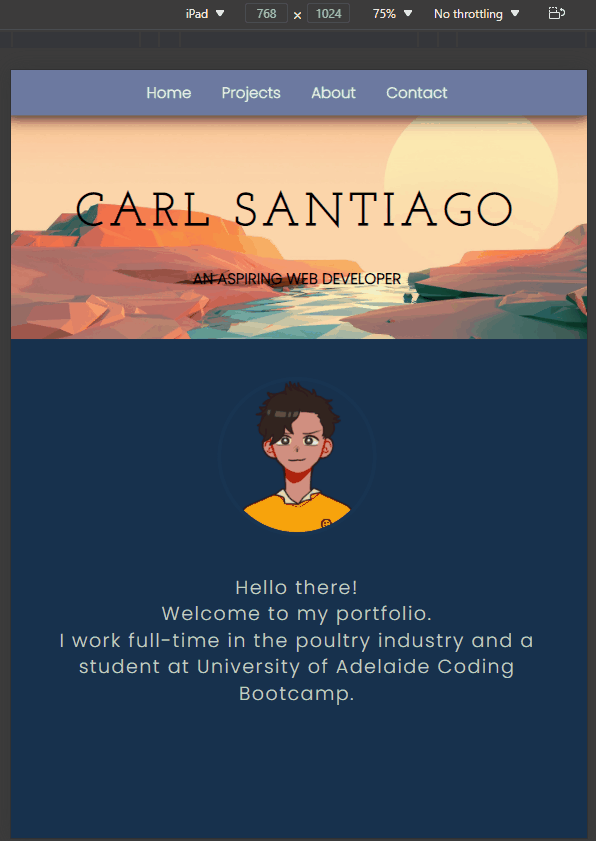 iPad 768 × 1024 75% No throttling
Home Projects About Contact
CARL SANTIAGO
AN ASPIRING WEB DEVELOPER
Hello there!
Welcome to my portfolio.
I work full-time in the poultry industry and a
student at University of Adelaide Coding
Bootcamp.